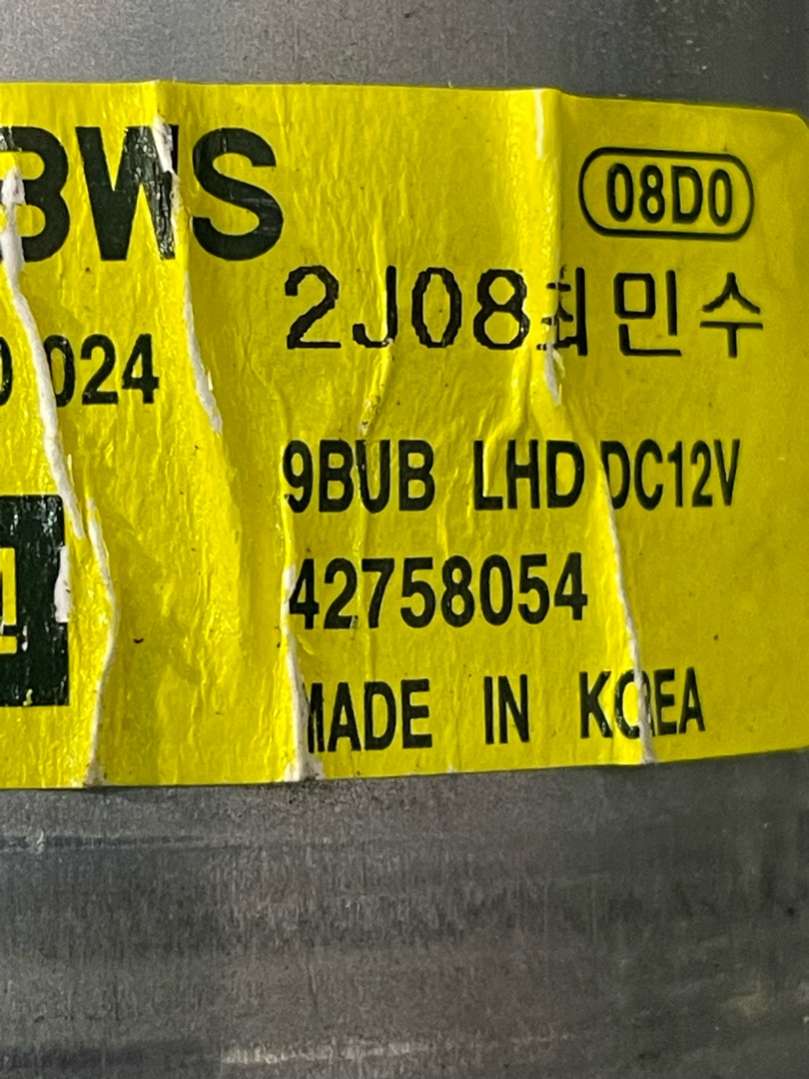 BWS
08D0
2J08최민수
024
9BUB LHD DC12V
42758054
MADE IN KOREA